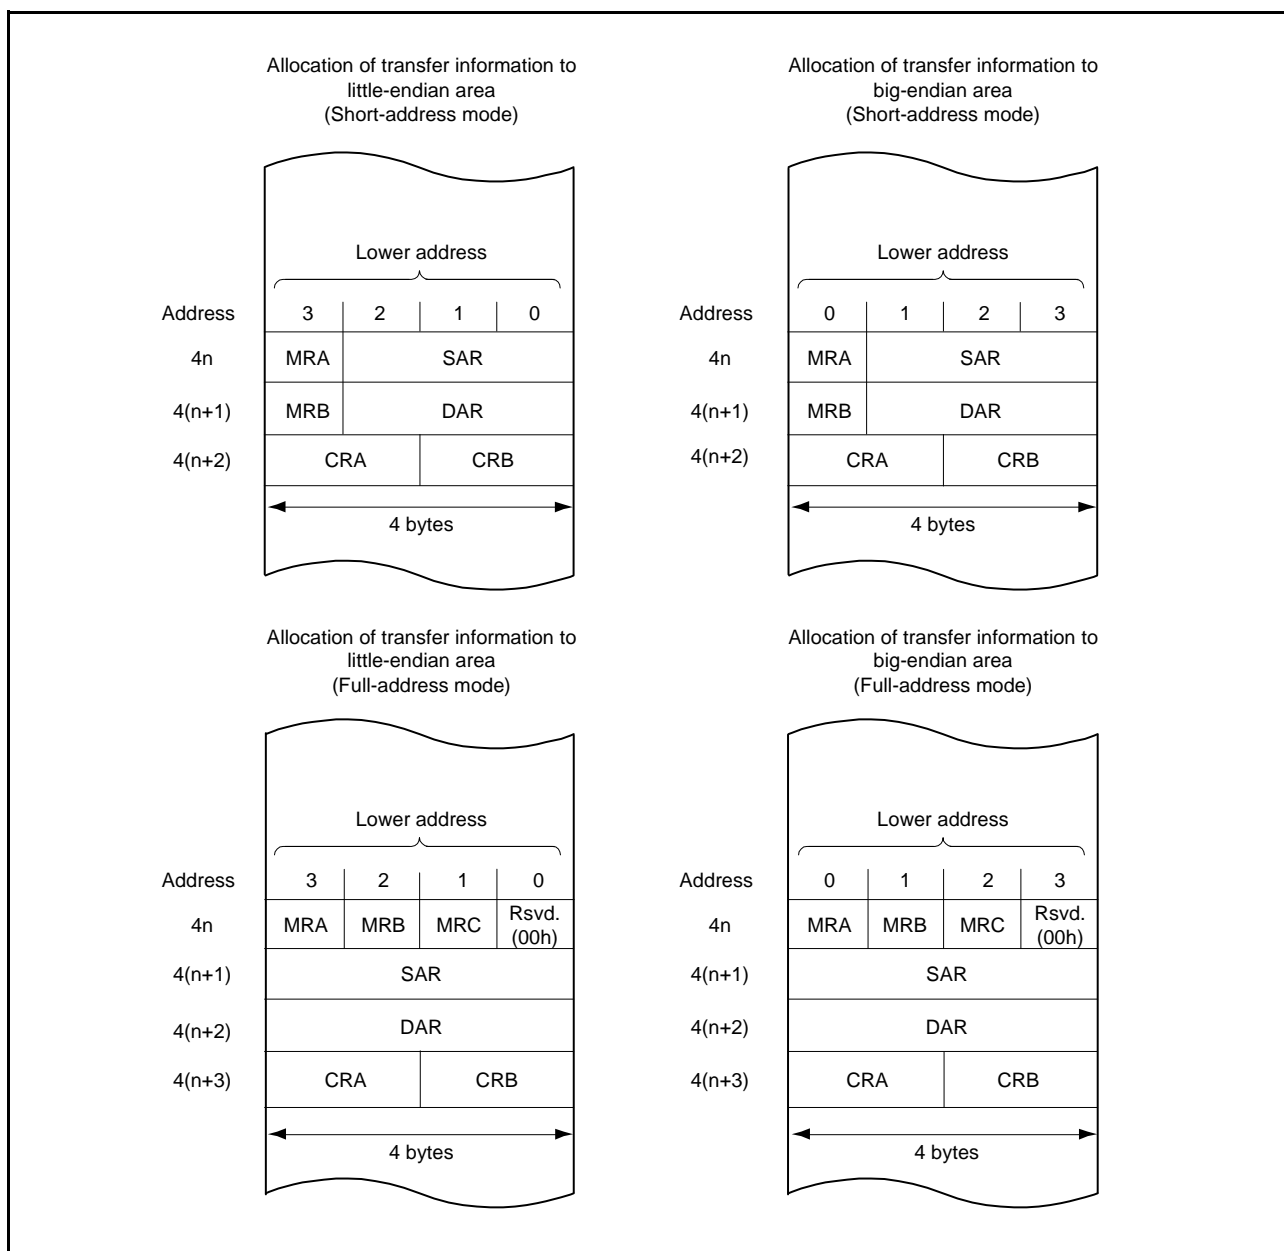 Allocation of transfer information to
little-endian area
(Short-address mode)
Lower address
Address 3 2 1 0
4n MRA SAR
4(n+1) MRB DAR
4(n+2) CRA CRB
4 bytes
Allocation of transfer information to
big-endian area
(Short-address mode)
Lower address
Address 0 1 2 3
4n MRA SAR
4(n+1) MRB DAR
4(n+2) CRA CRB
4 bytes
Allocation of transfer information to
little-endian area
(Full-address mode)
Lower address
Address 3 2 1 0
4n MRA MRB MRC Rsvd.
(00h)
4(n+1) SAR
4(n+2) DAR
4(n+3) CRA CRB
4 bytes
Allocation of transfer information to
big-endian area
(Full-address mode)
Lower address
Address 0 1 2 3
4n MRA MRB MRC Rsvd.
(00h)
4(n+1) SAR
4(n+2) DAR
4(n+3) CRA CRB
4 bytes